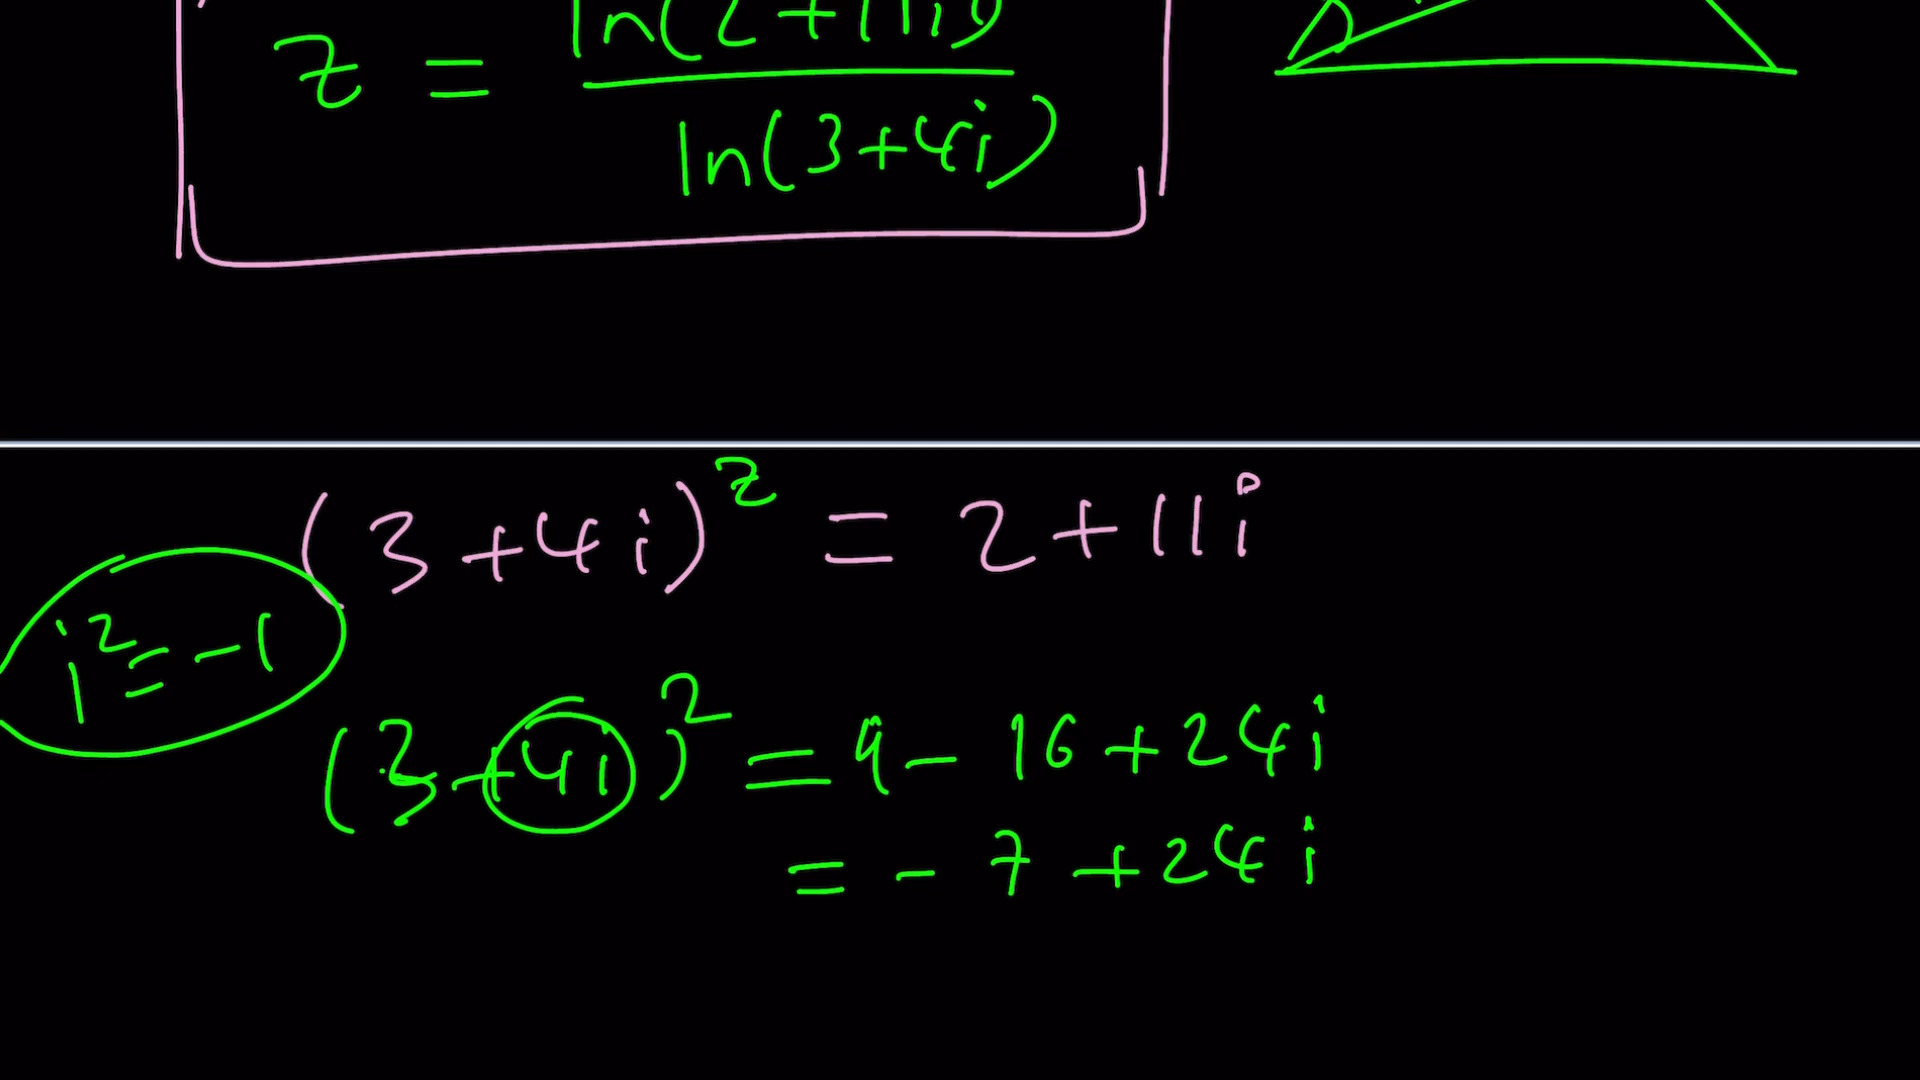 z = ln(2+11i) / ln(3+4i)
(3+4i)^z = 2+11i
i²=-1
(3+4i)² = 9-16+24i
= -7+24i